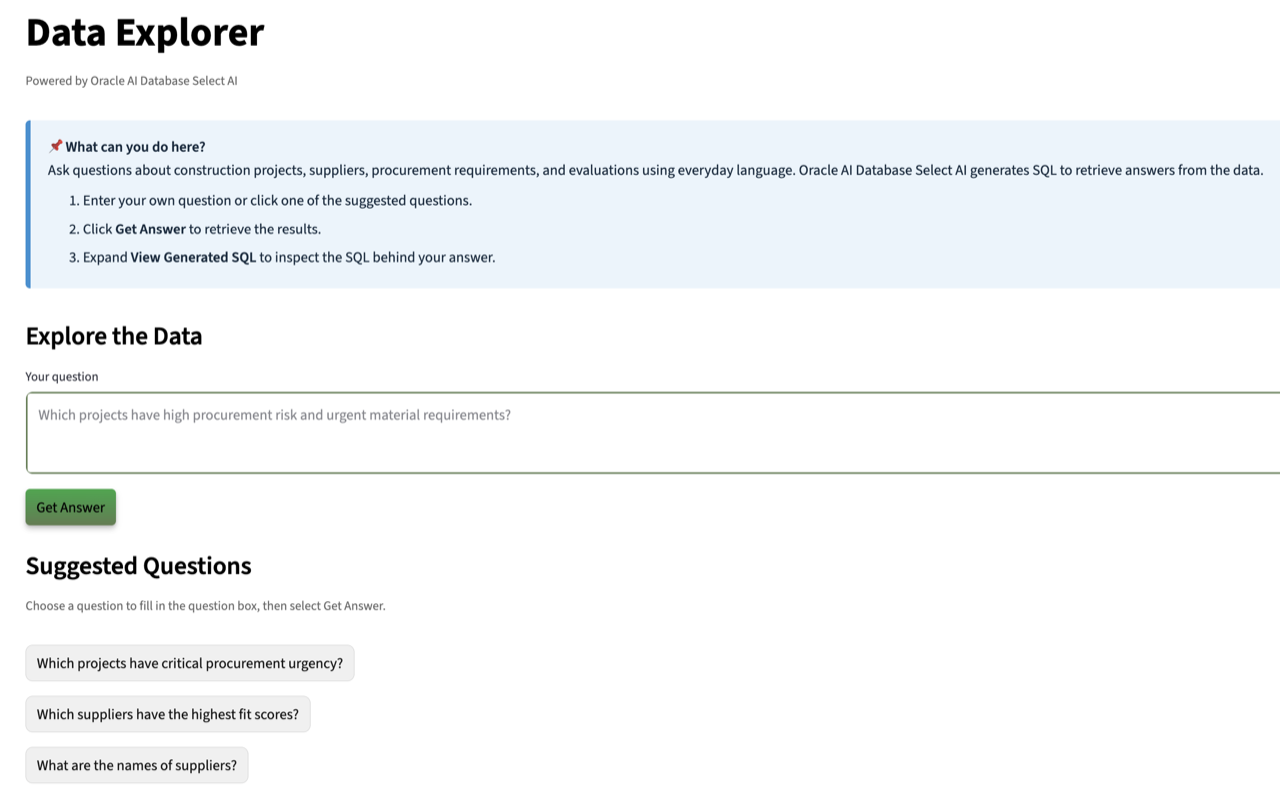 Data Explorer
Powered by Oracle AI Database Select AI
📌 What can you do here?
Ask questions about construction projects, suppliers, procurement requirements, and evaluations using everyday language. Oracle AI Database Select AI generates SQL to retrieve answers from the data.
1. Enter your own question or click one of the suggested questions.
2. Click Get Answer to retrieve the results.
3. Expand View Generated SQL to inspect the SQL behind your answer.
Explore the Data
Your question
Which projects have high procurement risk and urgent material requirements?
Get Answer
Suggested Questions
Choose a question to fill in the question box, then select Get Answer.
Which projects have critical procurement urgency?
Which suppliers have the highest fit scores?
What are the names of suppliers?